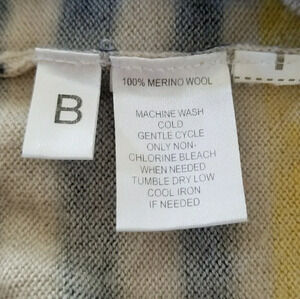 B
100% MERINO WOOL
MACHINE WASH
COLD
GENTLE CYCLE
ONLY NON-
CHLORINE BLEACH
WHEN NEEDED
TUMBLE DRY LOW
COOL IRON
IF NEEDED